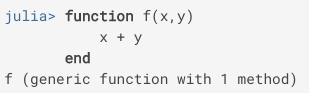 julia> function f(x,y)
           x + y
       end
f (generic function with 1 method)